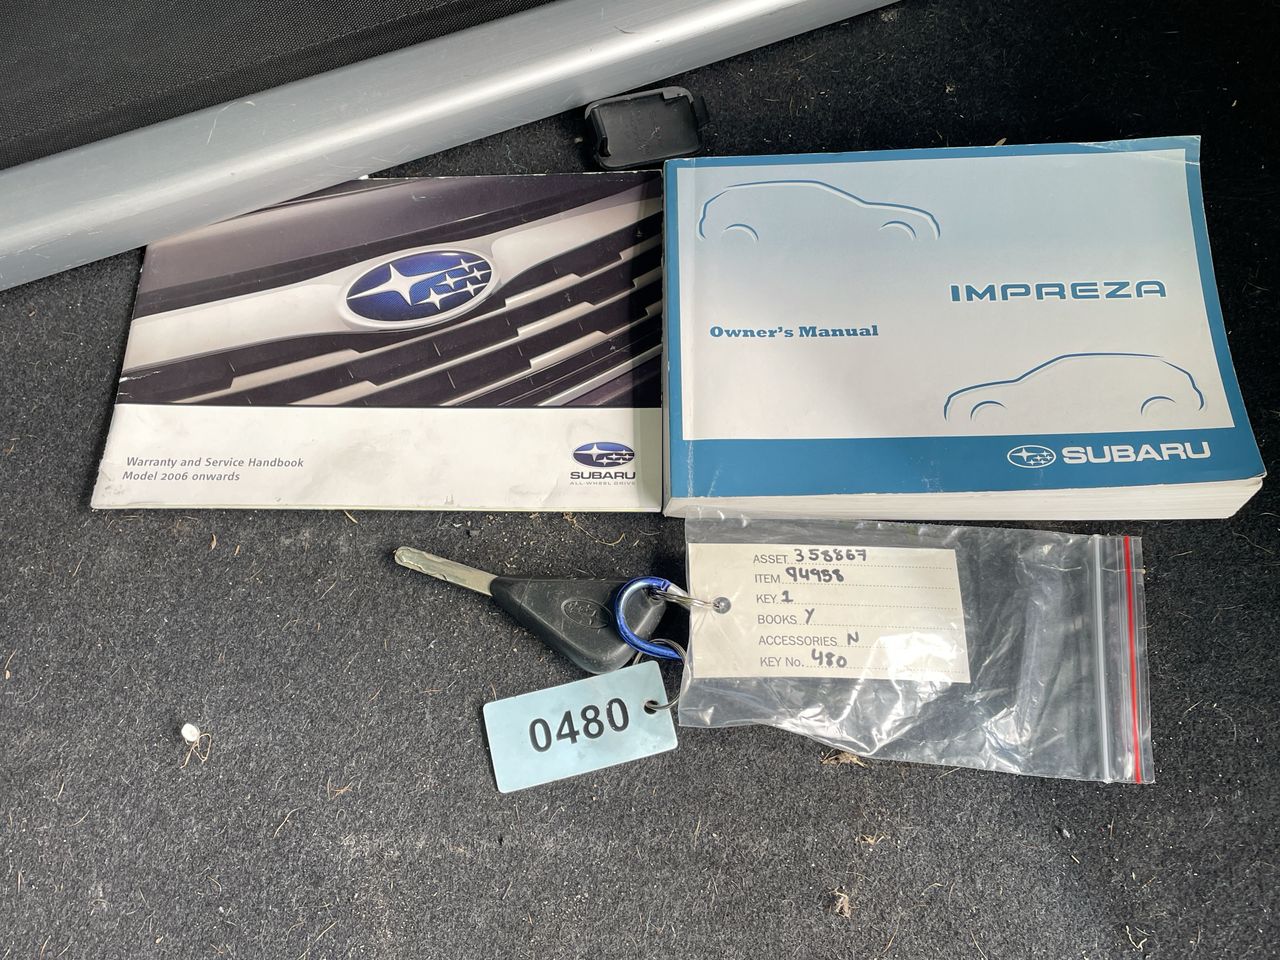 Warranty and Service Handbook
Model 2006 onwards
SUBARU
ALL-WHEEL DRIVE
IMPREZA
Owner's Manual
SUBARU
ASSET 358867
ITEM 94958
KEY 1
BOOKS Y
ACCESSORIES N
KEY No. 480
0480